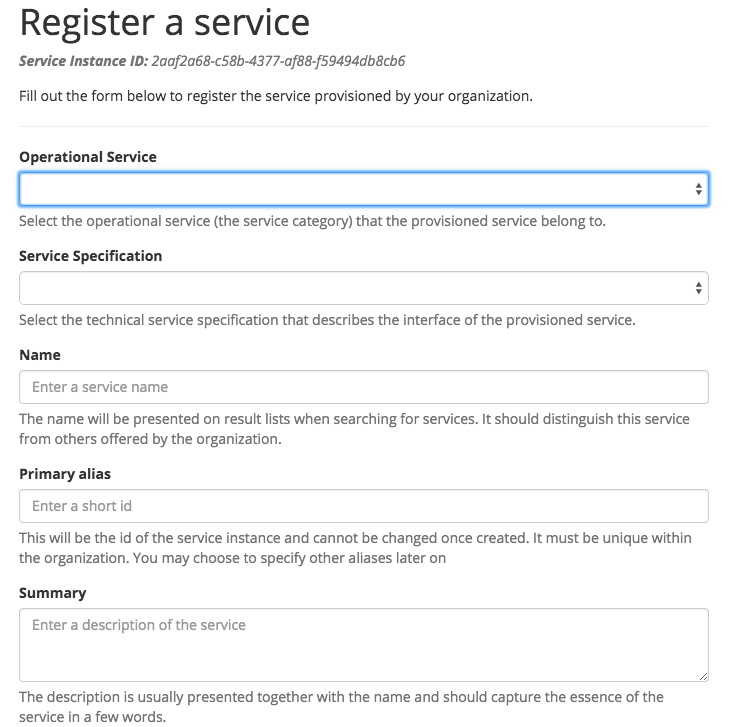 Register a service
Service Instance ID: 2aaf2a68-c58b-4377-af88-f59494db8cb6
Fill out the form below to register the service provisioned by your organization.
Operational Service
Select the operational service (the service category) that the provisioned service belong to.
Service Specification
Select the technical service specification that describes the interface of the provisioned service.
Name
Enter a service name
The name will be presented on result lists when searching for services. It should distinguish this service
from others offered by the organization.
Primary alias
Enter a short id
This will be the id of the service instance and cannot be changed once created. It must be unique within
the organization. You may choose to specify other aliases later on
Summary
Enter a description of the service
The description is usually presented together with the name and should capture the essence of the
service in a few words.